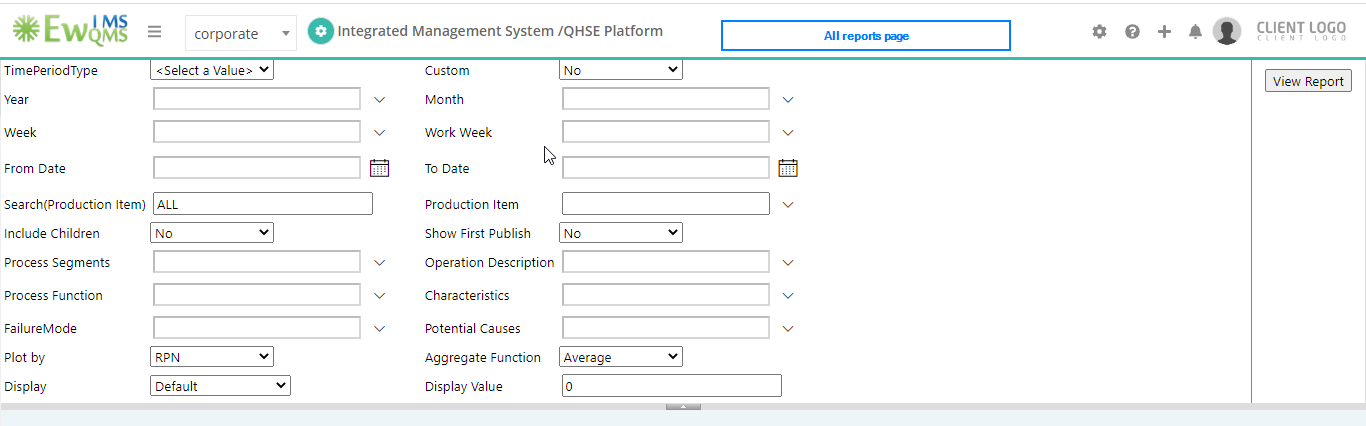 EwQMS IMS
corporate
Integrated Management System /QHSE Platform
All reports page
CLIENT LOGO
CLIENT LOGO
TimePeriodType <Select a Value> Custom No
View Report
Year Month
Week Work Week
From Date To Date
Search(Production Item) ALL Production Item
Include Children No Show First Publish No
Process Segments Operation Description
Process Function Characteristics
FailureMode Potential Causes
Plot by RPN Aggregate Function Average
Display Default Display Value 0